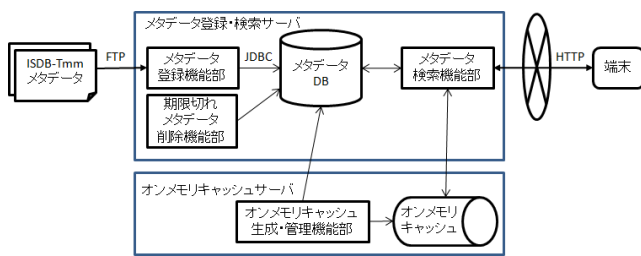 メタデータ登録・検索サーバ
ISDB-Tmm
メタデータ
FTP
メタデータ
登録機能部
JDBC
メタデータ
DB
メタデータ
検索機能部
HTTP
端末
期限切れ
メタデータ
削除機能部
オンメモリキャッシュサーバ
オンメモリキャッシュ
生成・管理機能部
オンメモリ
キャッシュ